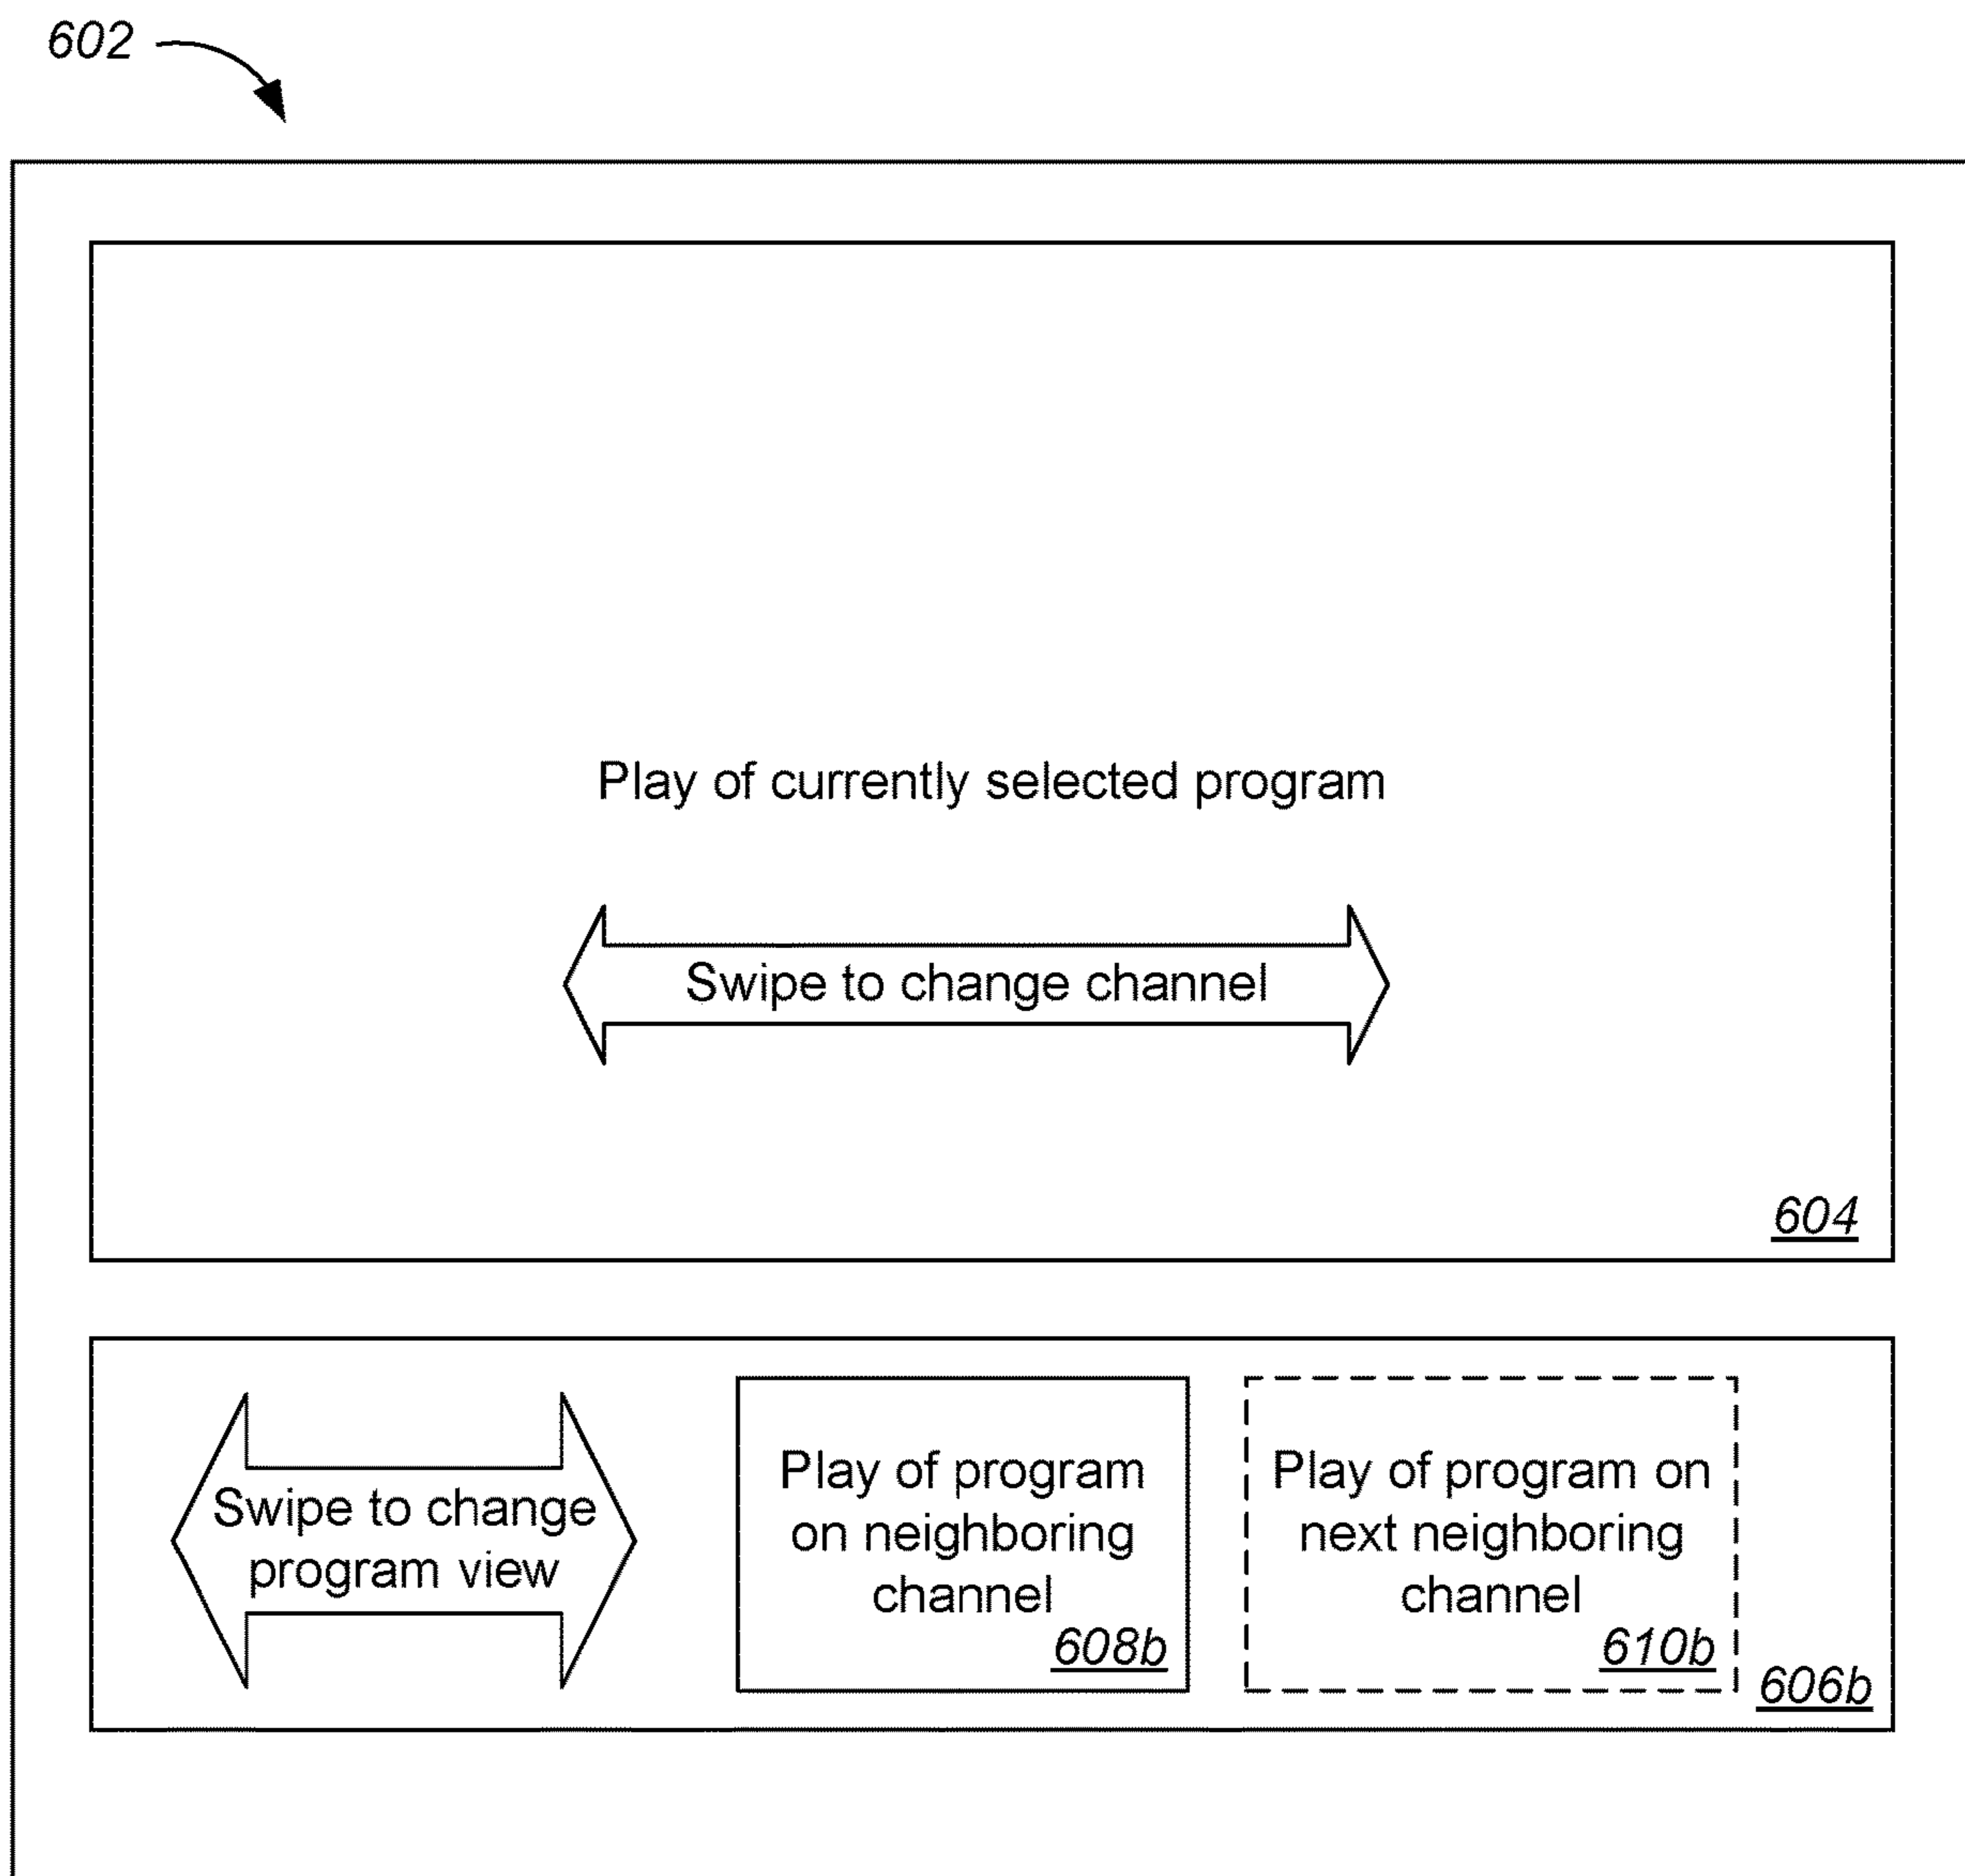 602
Play of currently selected program
Swipe to change channel
604
Swipe to change
program view
Play of program
on neighboring
channel
608b
Play of program on
next neighboring
channel
610b
606b